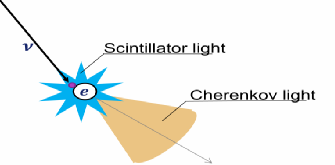 Scintillator light
ν
e
Cherenkov light